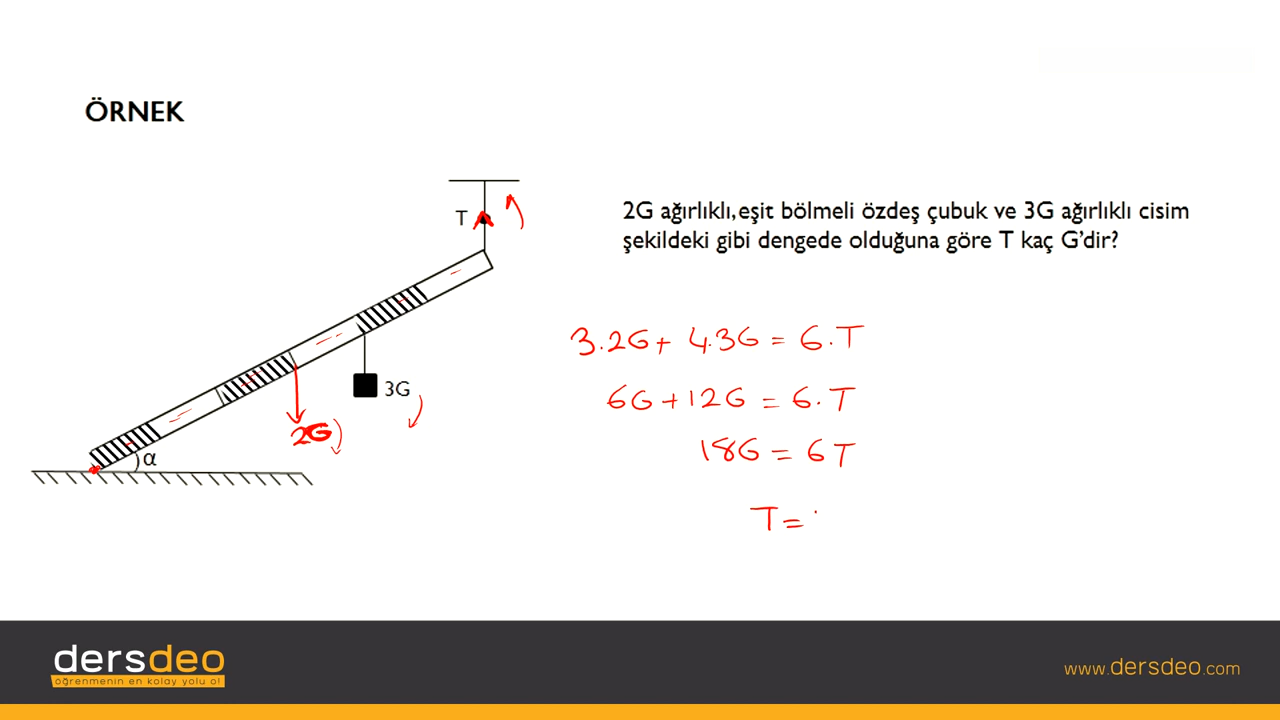 ÖRNEK
T
2G ağırlıklı,eşit bölmeli özdeş çubuk ve 3G ağırlıklı cisim
şekildeki gibi dengede olduğuna göre T kaç G'dir?
3.2G+ 4.3G = 6.T
3G
6G+12G = 6.T
2G
α
18G = 6T
T=
dersdeo
öğrenmenin en kolay yolu o!
www.dersdeo.com